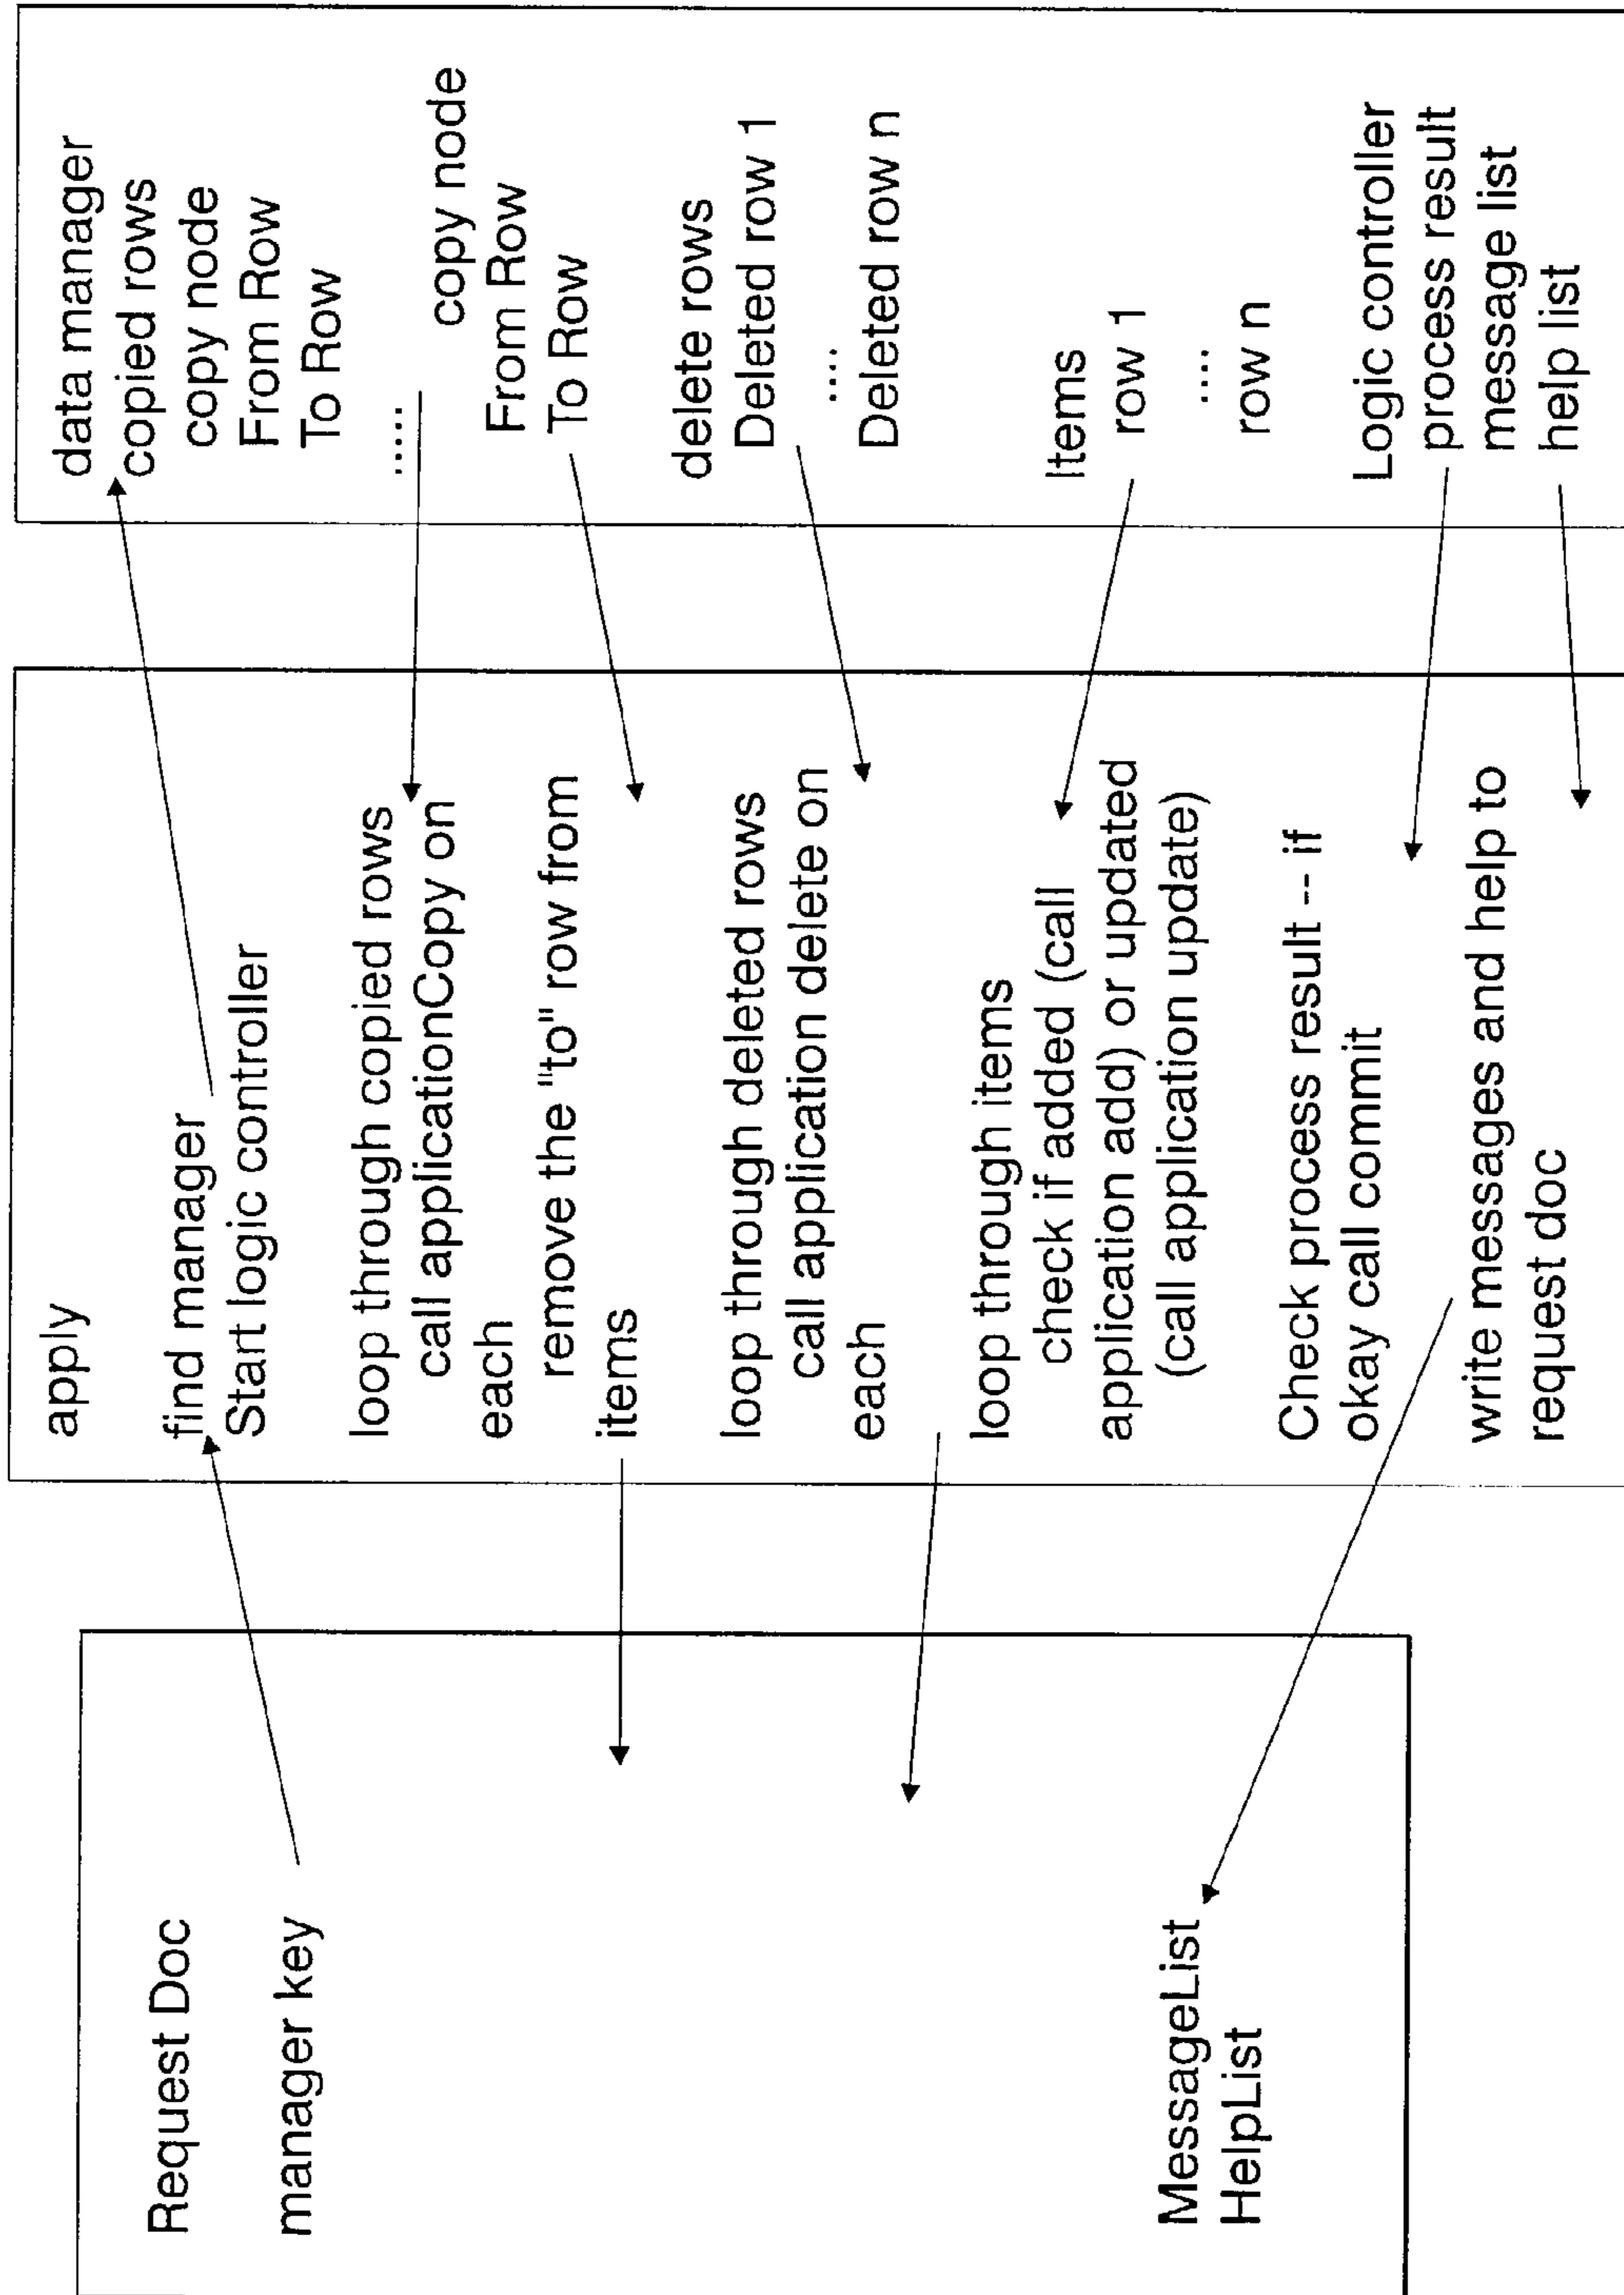 Request Doc
manager key
MessageList
HelpList
apply
find manager
Start logic controller
loop through copied rows
call applicationCopy on
each
remove the "to" row from
items
loop through deleted rows
call application delete on
each
loop through items
check if added (call
application add) or updated
(call application update)
Check process result -- if
okay call commit
write messages and help to
request doc
data manager
copied rows
copy node
From Row
To Row
.....
copy node
From Row
To Row
delete rows
Deleted row 1
....
Deleted row n
Items
row 1
....
row n
Logic controller
process result
message list
help list